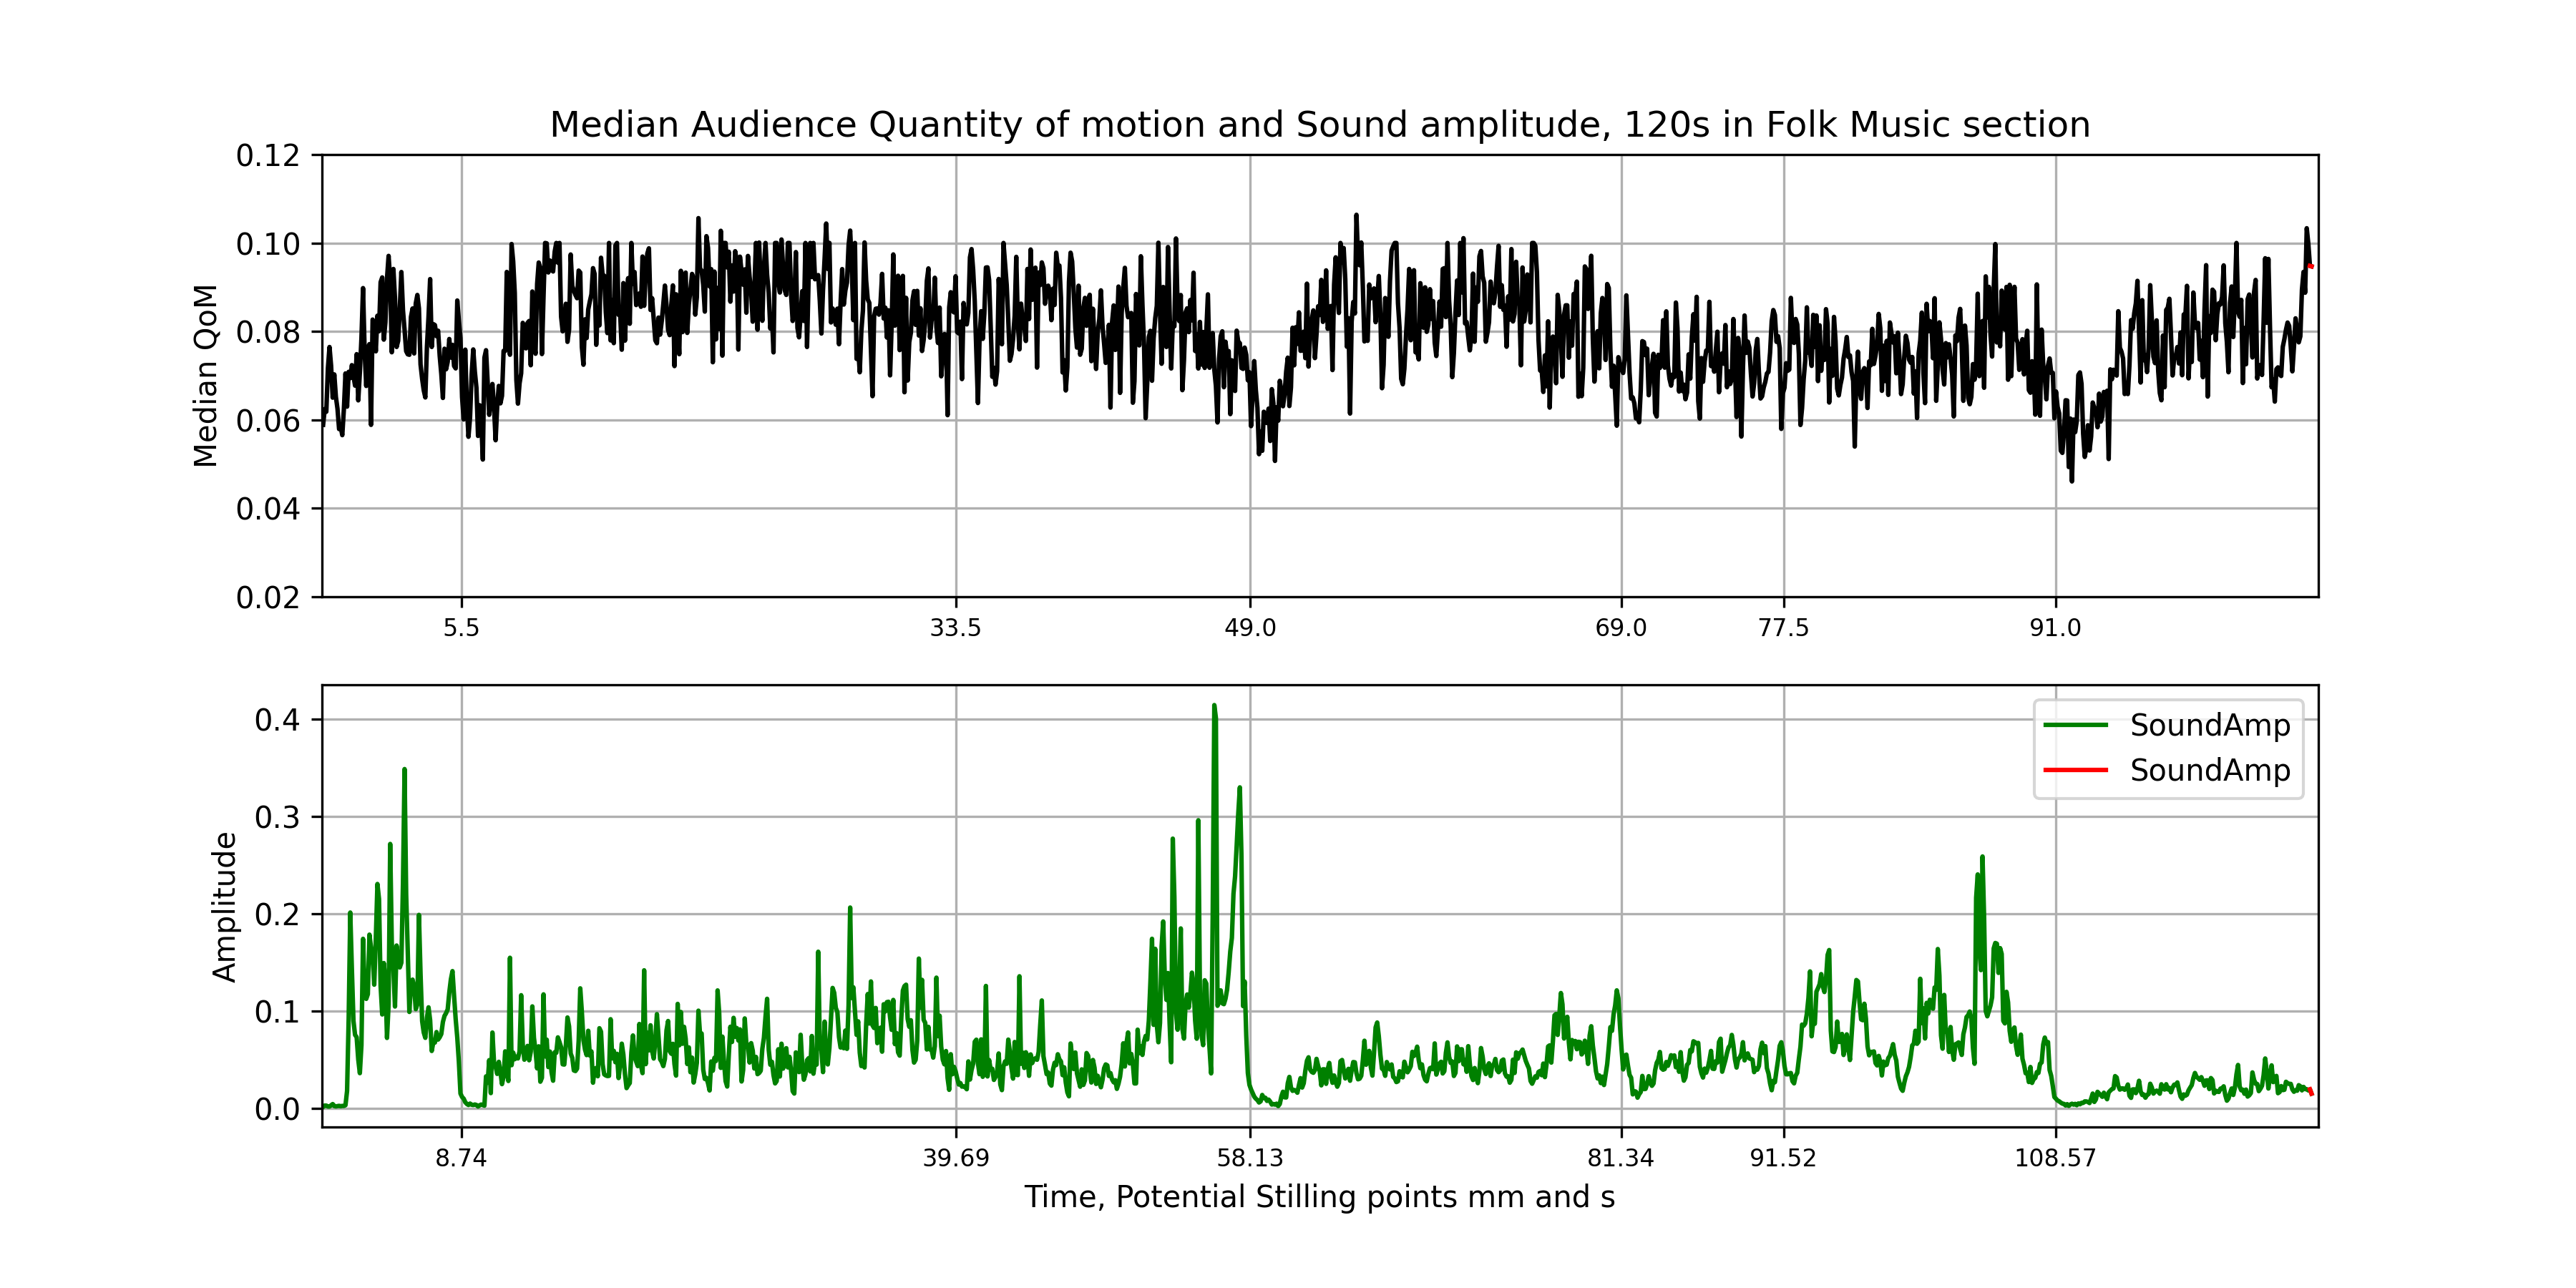 Median Audience Quantity of motion and Sound amplitude, 120s in Folk Music section
0.12
0.10
0.08
0.06
0.04
0.02
Median QoM
5.5 33.5 49.0 69.0 77.5 91.0
0.4
0.3
0.2
0.1
0.0
Amplitude
SoundAmp
SoundAmp
8.74 39.69 58.13 81.34 91.52 108.57
Time, Potential Stilling points mm and s